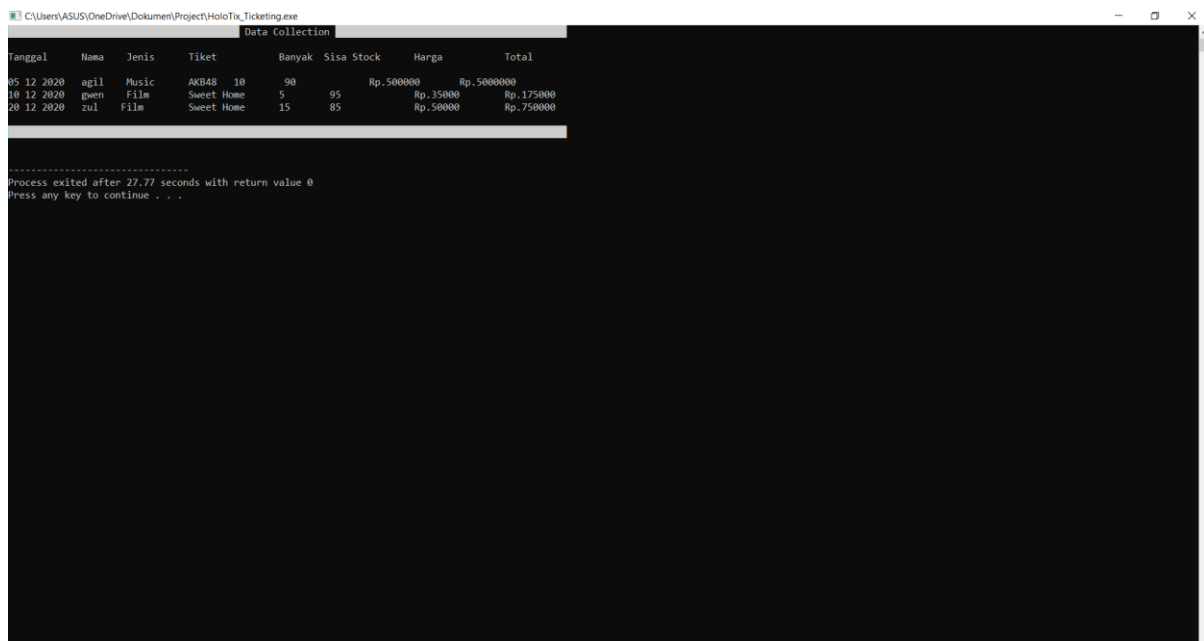 C:\Users\ASUS\OneDrive\Dokumen\Project\HoloTix_Ticketing.exe
Data Collection
Tanggal Nama Jenis Tiket Banyak Sisa Stock Harga Total
05 12 2020 agil Music AKB48 10 90 Rp.500000 Rp.5000000
10 12 2020 gwen Film Sweet Home 5 95 Rp.35000 Rp.175000
20 12 2020 zul Film Sweet Home 15 85 Rp.50000 Rp.750000
--------------------------------
Process exited after 27.77 seconds with return value 0
Press any key to continue . . .